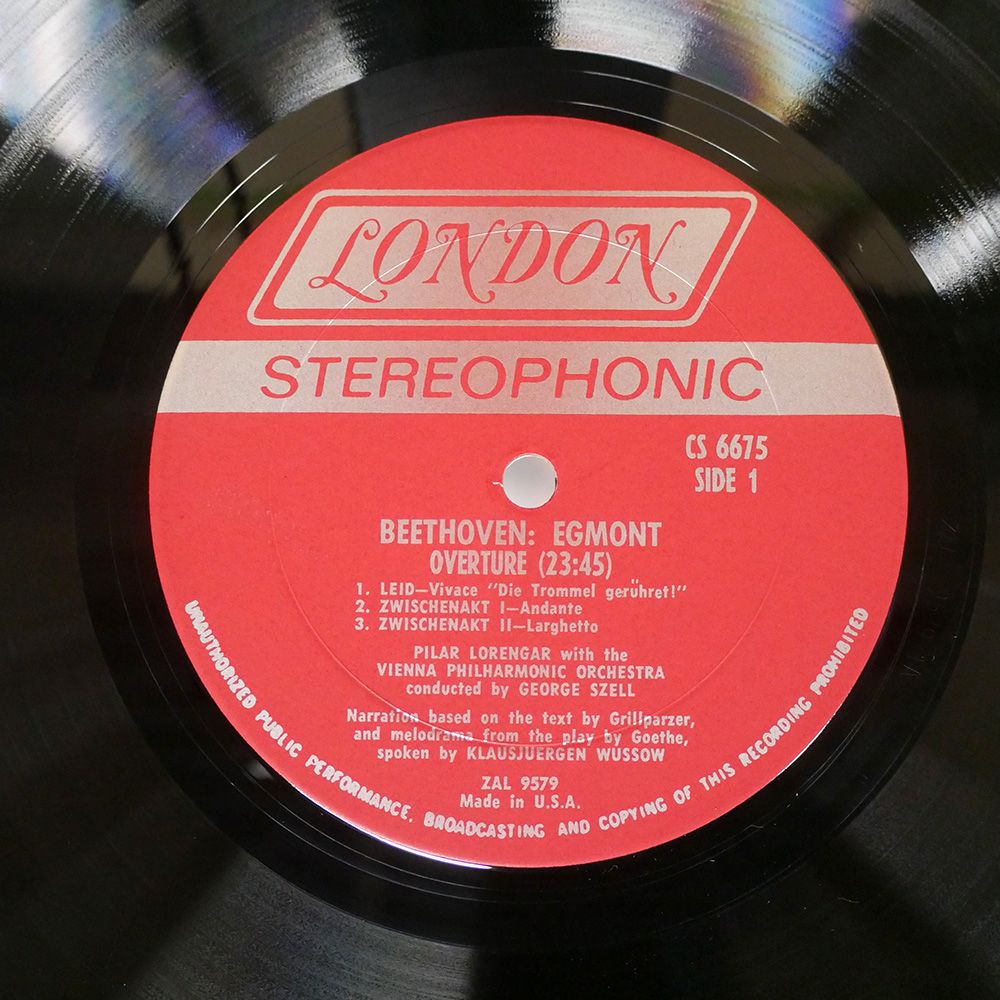 LONDON
STEREOPHONIC
CS 6675
SIDE 1
BEETHOVEN: EGMONT
OVERTURE (23:45)
1. LEID—Vivace "Die Trommel gerühret!"
2. ZWISCHENAKT I—Andante
3. ZWISCHENAKT II—Larghetto
PILAR LORENGAR with the
VIENNA PHILHARMONIC ORCHESTRA
conducted by GEORGE SZELL
Narration based on the text by Grillparzer,
and melodrama from the play by Goethe,
spoken by KLAUSJUERGEN WUSSOW
ZAL 9579
Made in U.S.A.
UNAUTHORIZED PUBLIC PERFORMANCE, BROADCASTING AND COPYING OF THIS RECORDING PROHIBITED